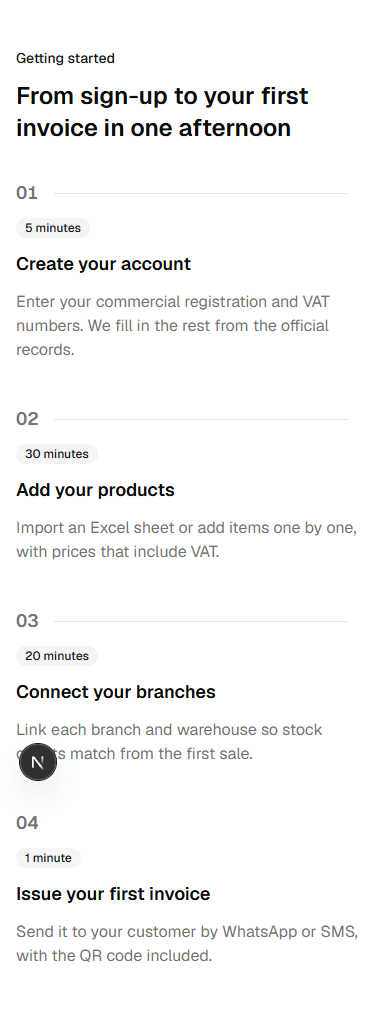 Getting started
From sign-up to your first
invoice in one afternoon
01
5 minutes
Create your account
Enter your commercial registration and VAT
numbers. We fill in the rest from the official
records.
02
30 minutes
Add your products
Import an Excel sheet or add items one by one,
with prices that include VAT.
03
20 minutes
Connect your branches
Link each branch and warehouse so stock
match from the first sale.
N
04
1 minute
Issue your first invoice
Send it to your customer by WhatsApp or SMS,
with the QR code included.